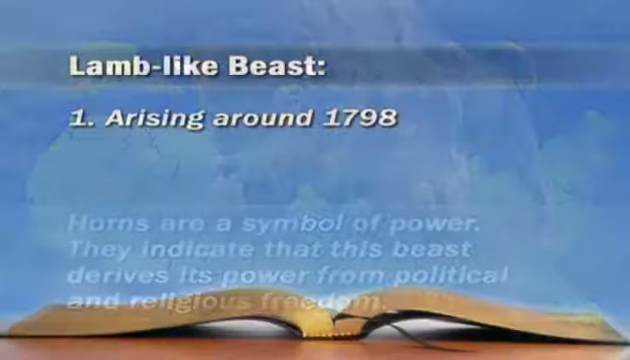 Lamb-like Beast:
1. Arising around 1798
Horns are a symbol of power.
They indicate that this beast
derives its power from political
and religious freedom.